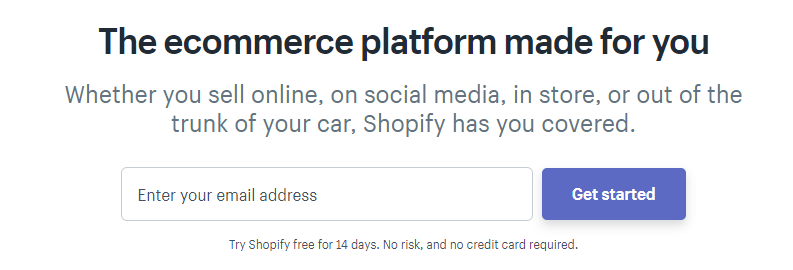 The ecommerce platform made for you
Whether you sell online, on social media, in store, or out of the
trunk of your car, Shopify has you covered.
Enter your email address
Get started
Try Shopify free for 14 days. No risk, and no credit card required.